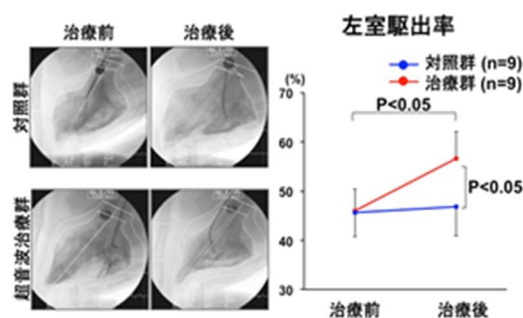 治療前
治療後
対照群
超音波治療群
左室駆出率
対照群 (n=9)
治療群 (n=9)
(%)
70
60
50
40
30
P<0.05
P<0.05
治療前
治療後